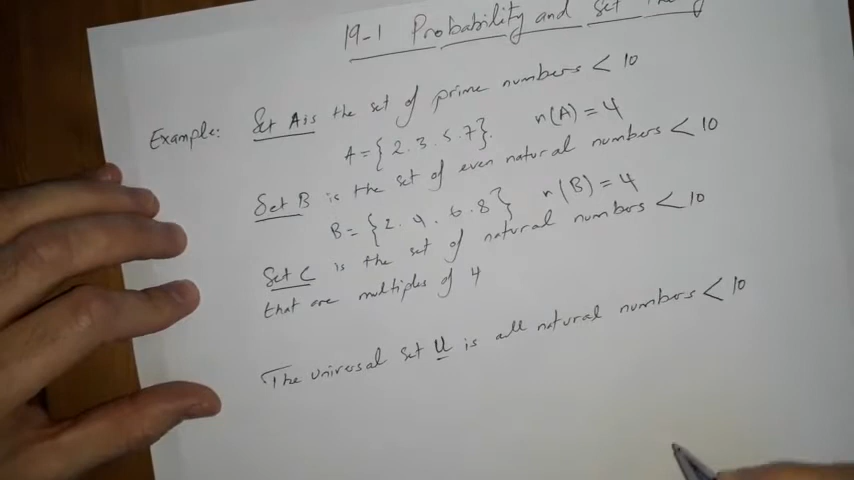 19-1 Probability and Set
Example: Set A is the set of prime numbers < 10
A = {2.3.5.7}. n(A) = 4
Set B is the set of even natural numbers < 10
B = {2.4.6.8} n(B) = 4
Set C is the set of natural numbers < 10
that are multiples of 4
The universal set U is all natural numbers < 10